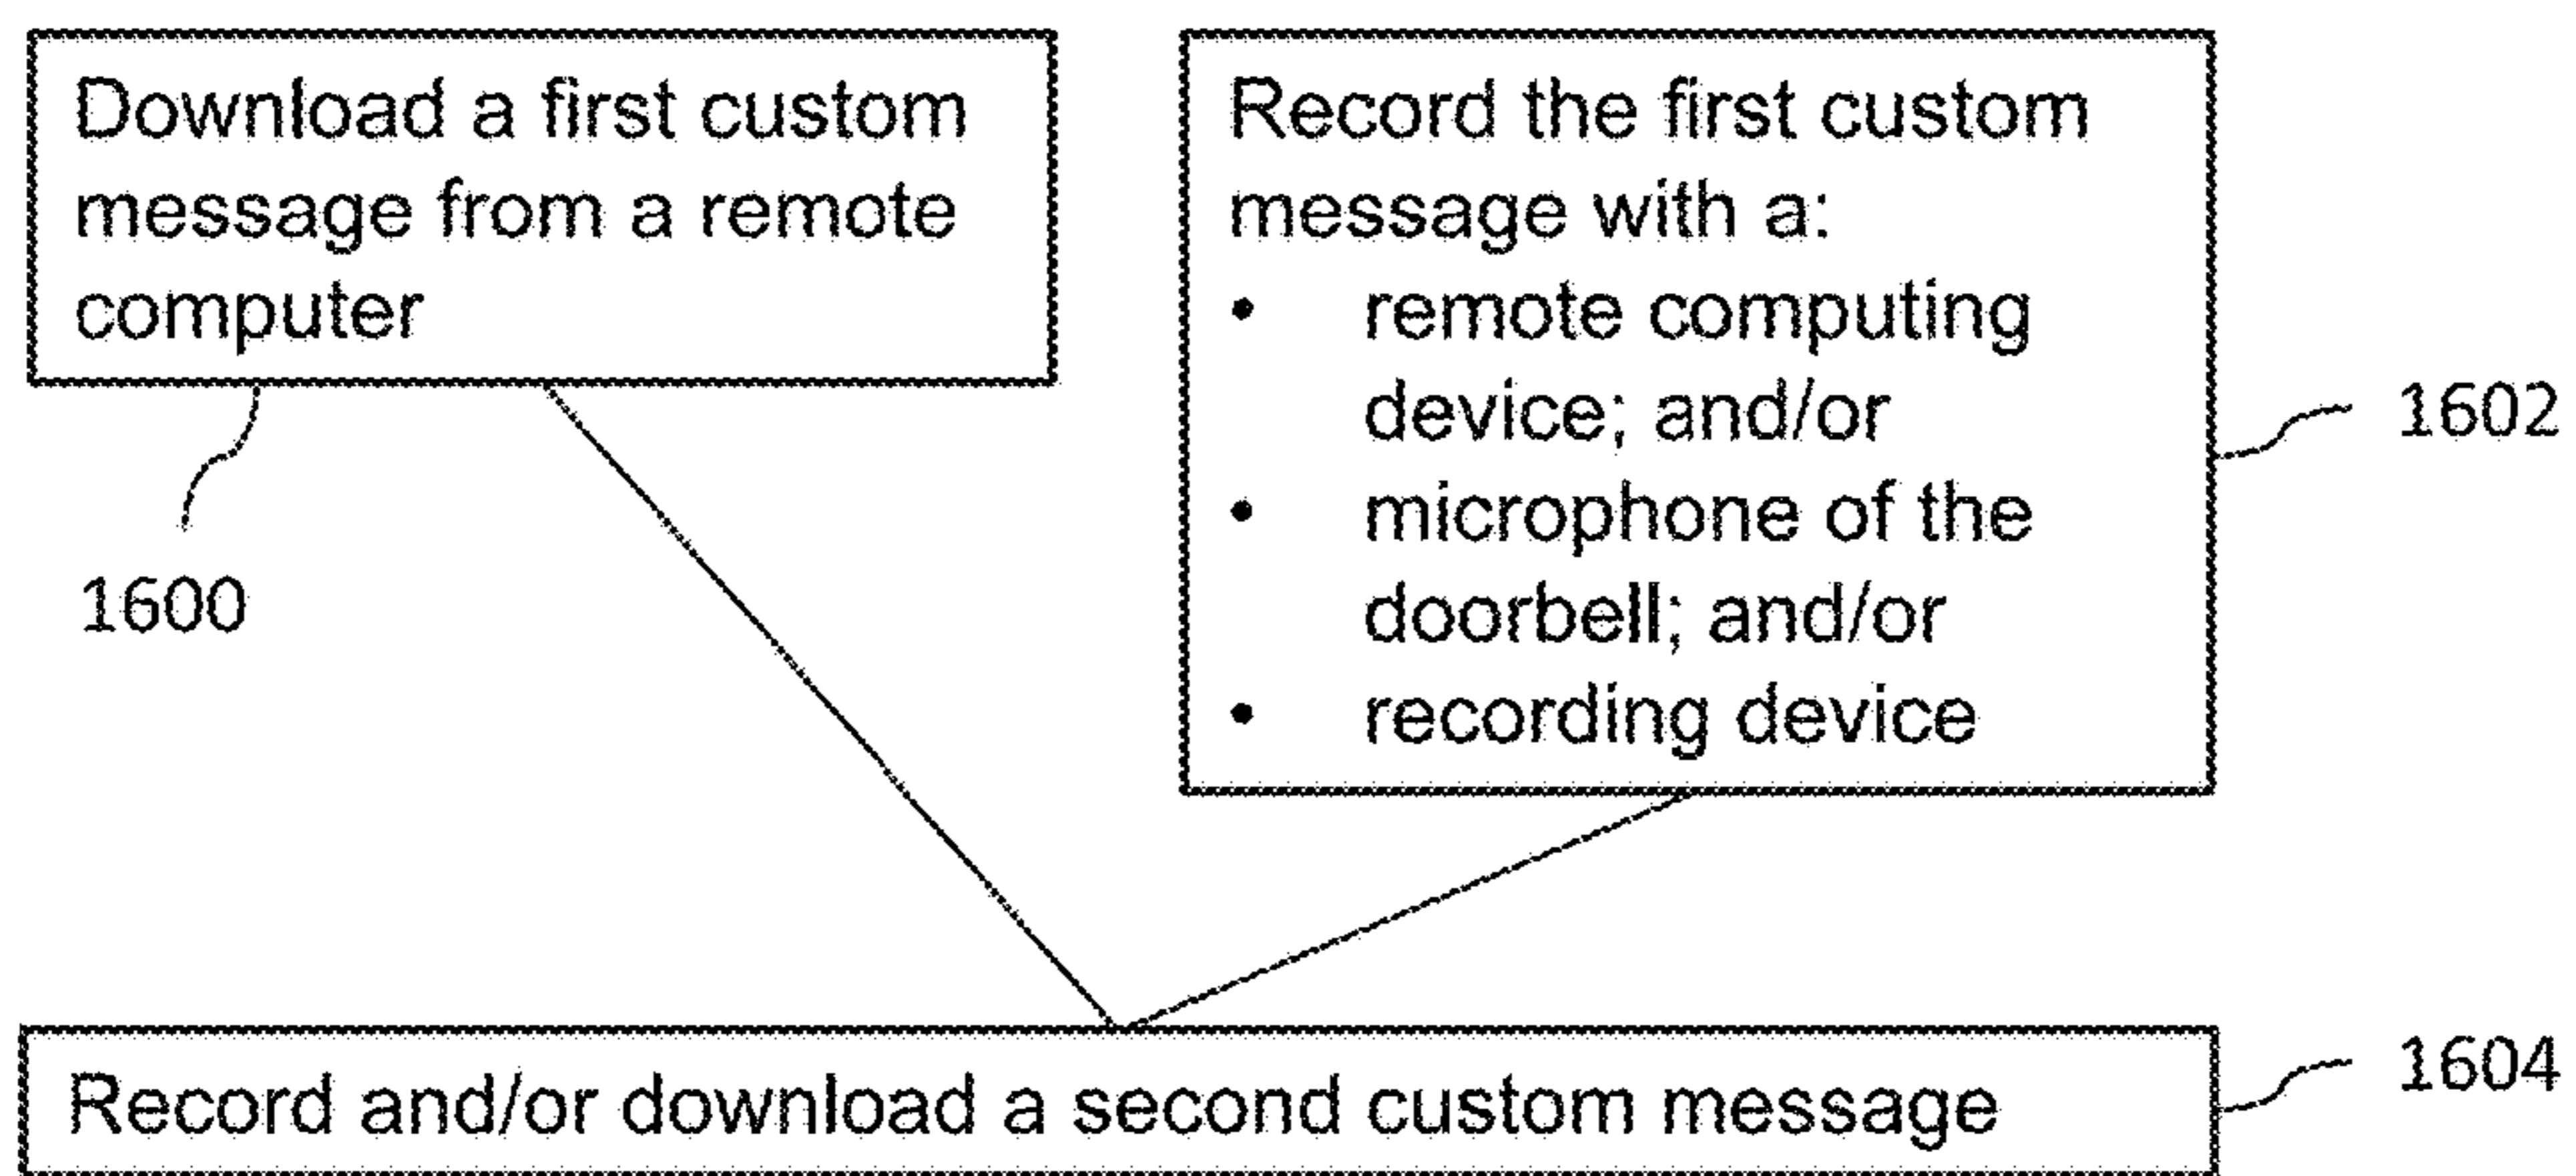 Download a first custom
message from a remote
computer
1600
Record the first custom
message with a:
• remote computing
device; and/or
• microphone of the
doorbell; and/or
• recording device
1602
Record and/or download a second custom message
1604